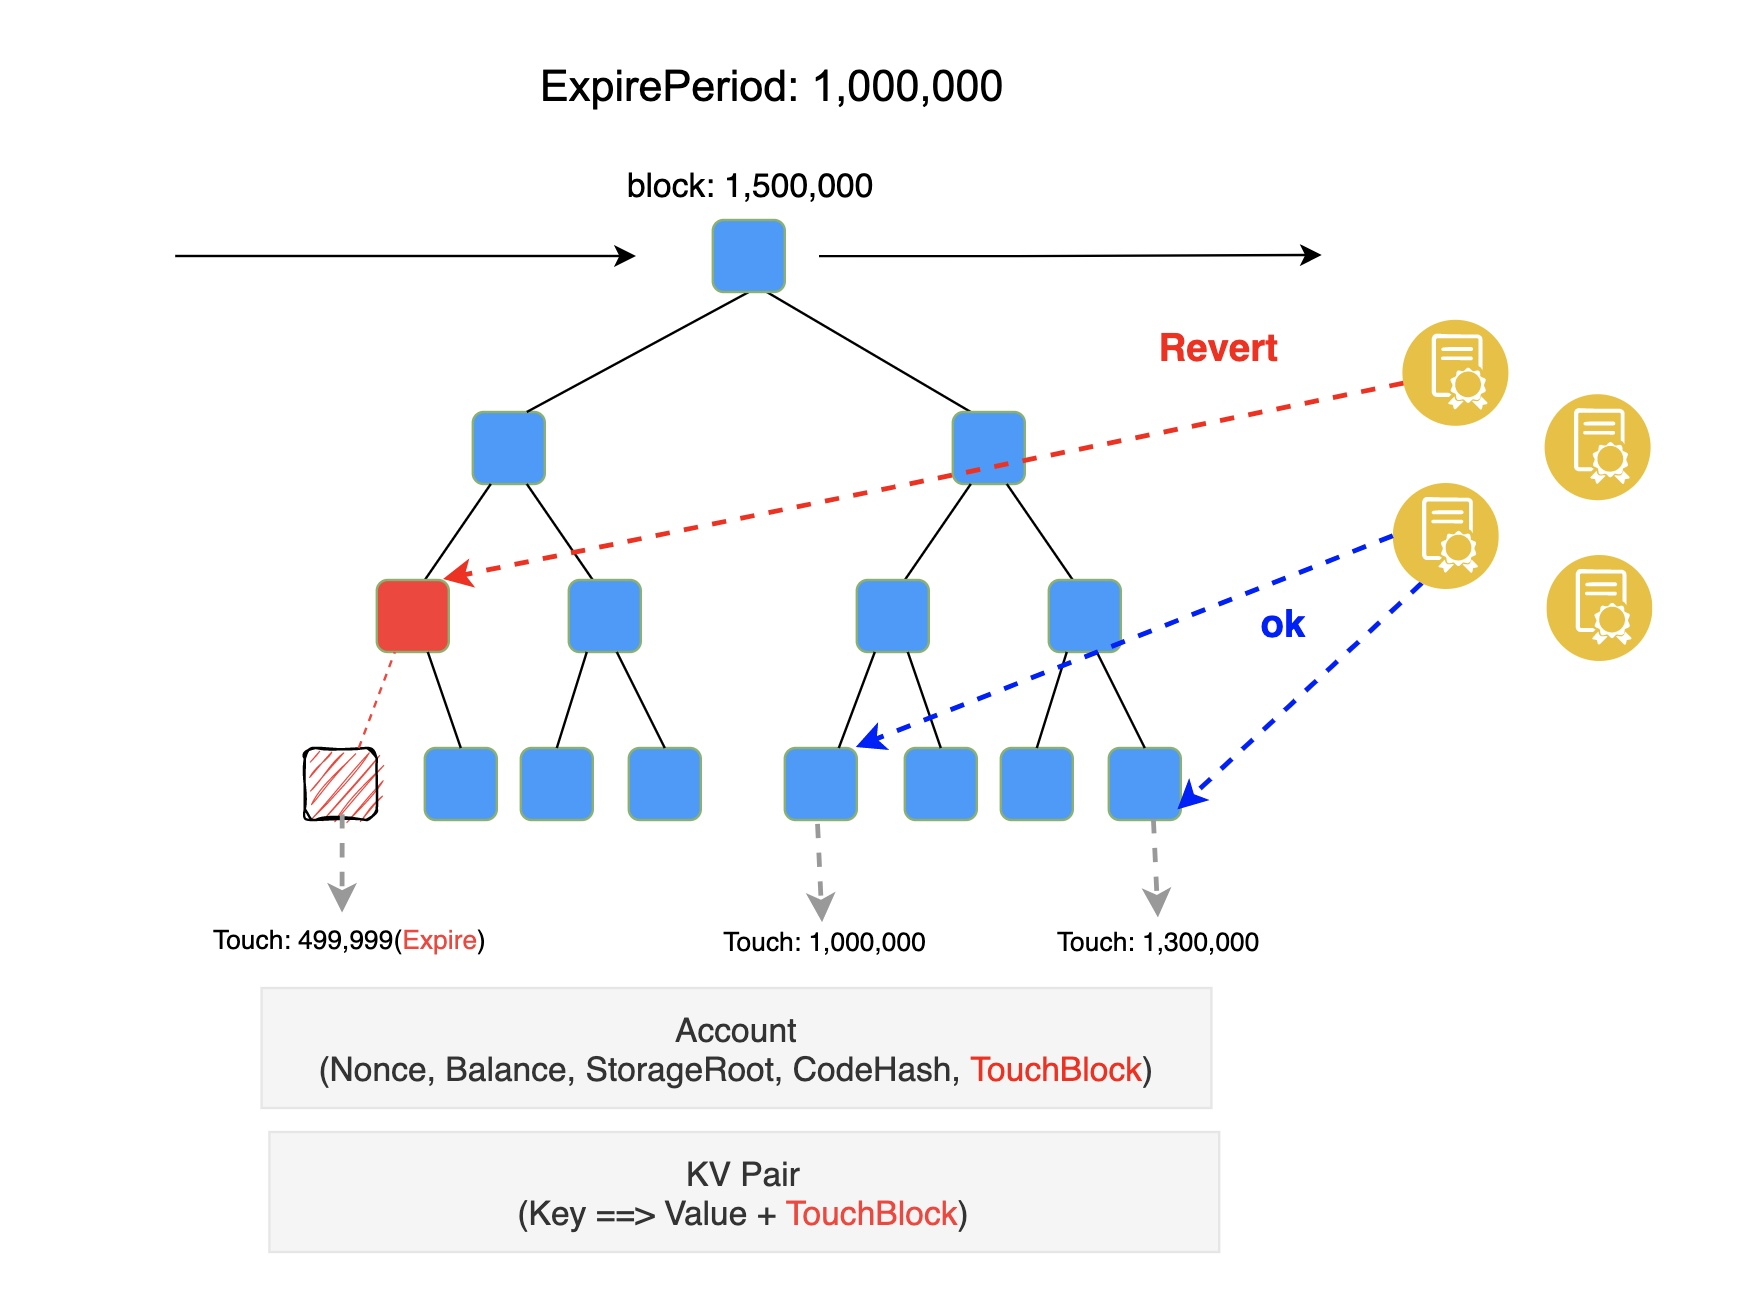 ExpirePeriod: 1,000,000
block: 1,500,000
Revert
ok
Touch: 499,999(Expire)
Touch: 1,000,000
Touch: 1,300,000
Account
(Nonce, Balance, StorageRoot, CodeHash, TouchBlock)
KV Pair
(Key ==> Value + TouchBlock)